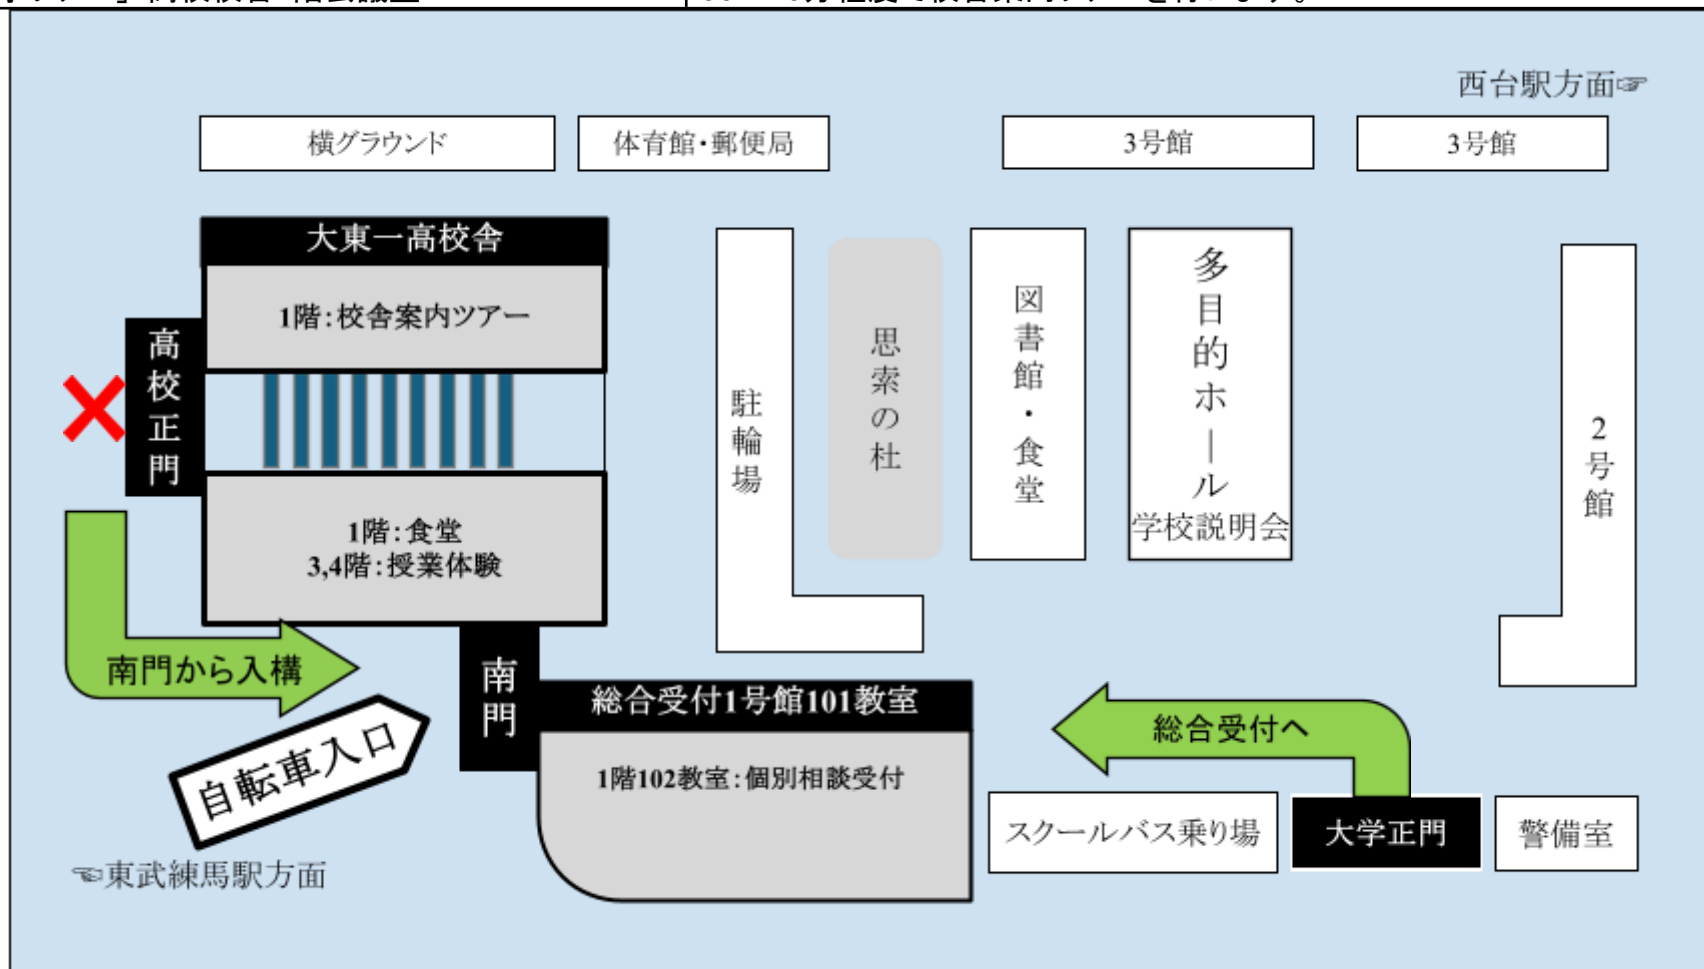 西台駅方面☞
横グラウンド
体育館・郵便局
3号館
3号館
大東一高校舎
1階：校舎案内ツアー
高校正門
1階：食堂
3,4階：授業体験
駐輪場
思索の杜
図書館・食堂
多目的ホール
学校説明会
2号館
南門から入構
南門
自転車入口
総合受付1号館101教室
1階102教室：個別相談受付
総合受付へ
スクールバス乗り場
大学正門
警備室
☜東武練馬駅方面